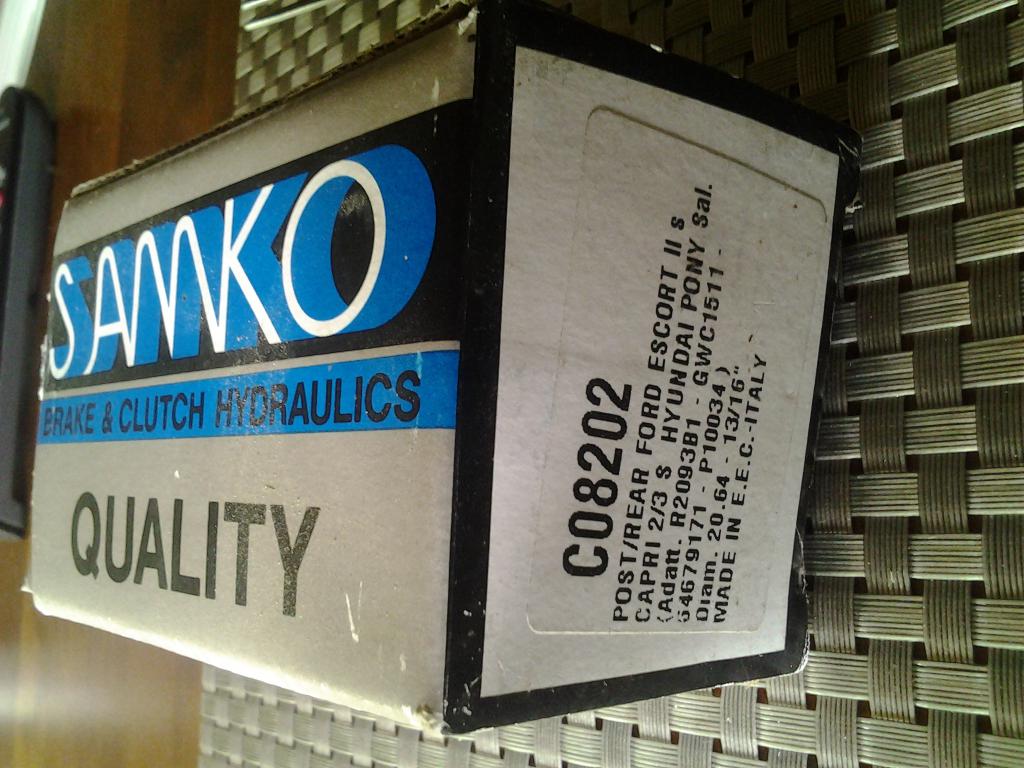 SAMKO
BRAKE & CLUTCH HYDRAULICS
QUALITY
C08202
POST/REAR FORD ESCORT II S
CAPRI 2/3 S HYUNDAI PONY Sal.
(Adatt. R2093B1 - GWC1511 -
64679171 - P10034)
Diam. 20.64 - 13/16"
MADE IN E.E.C.-ITALY